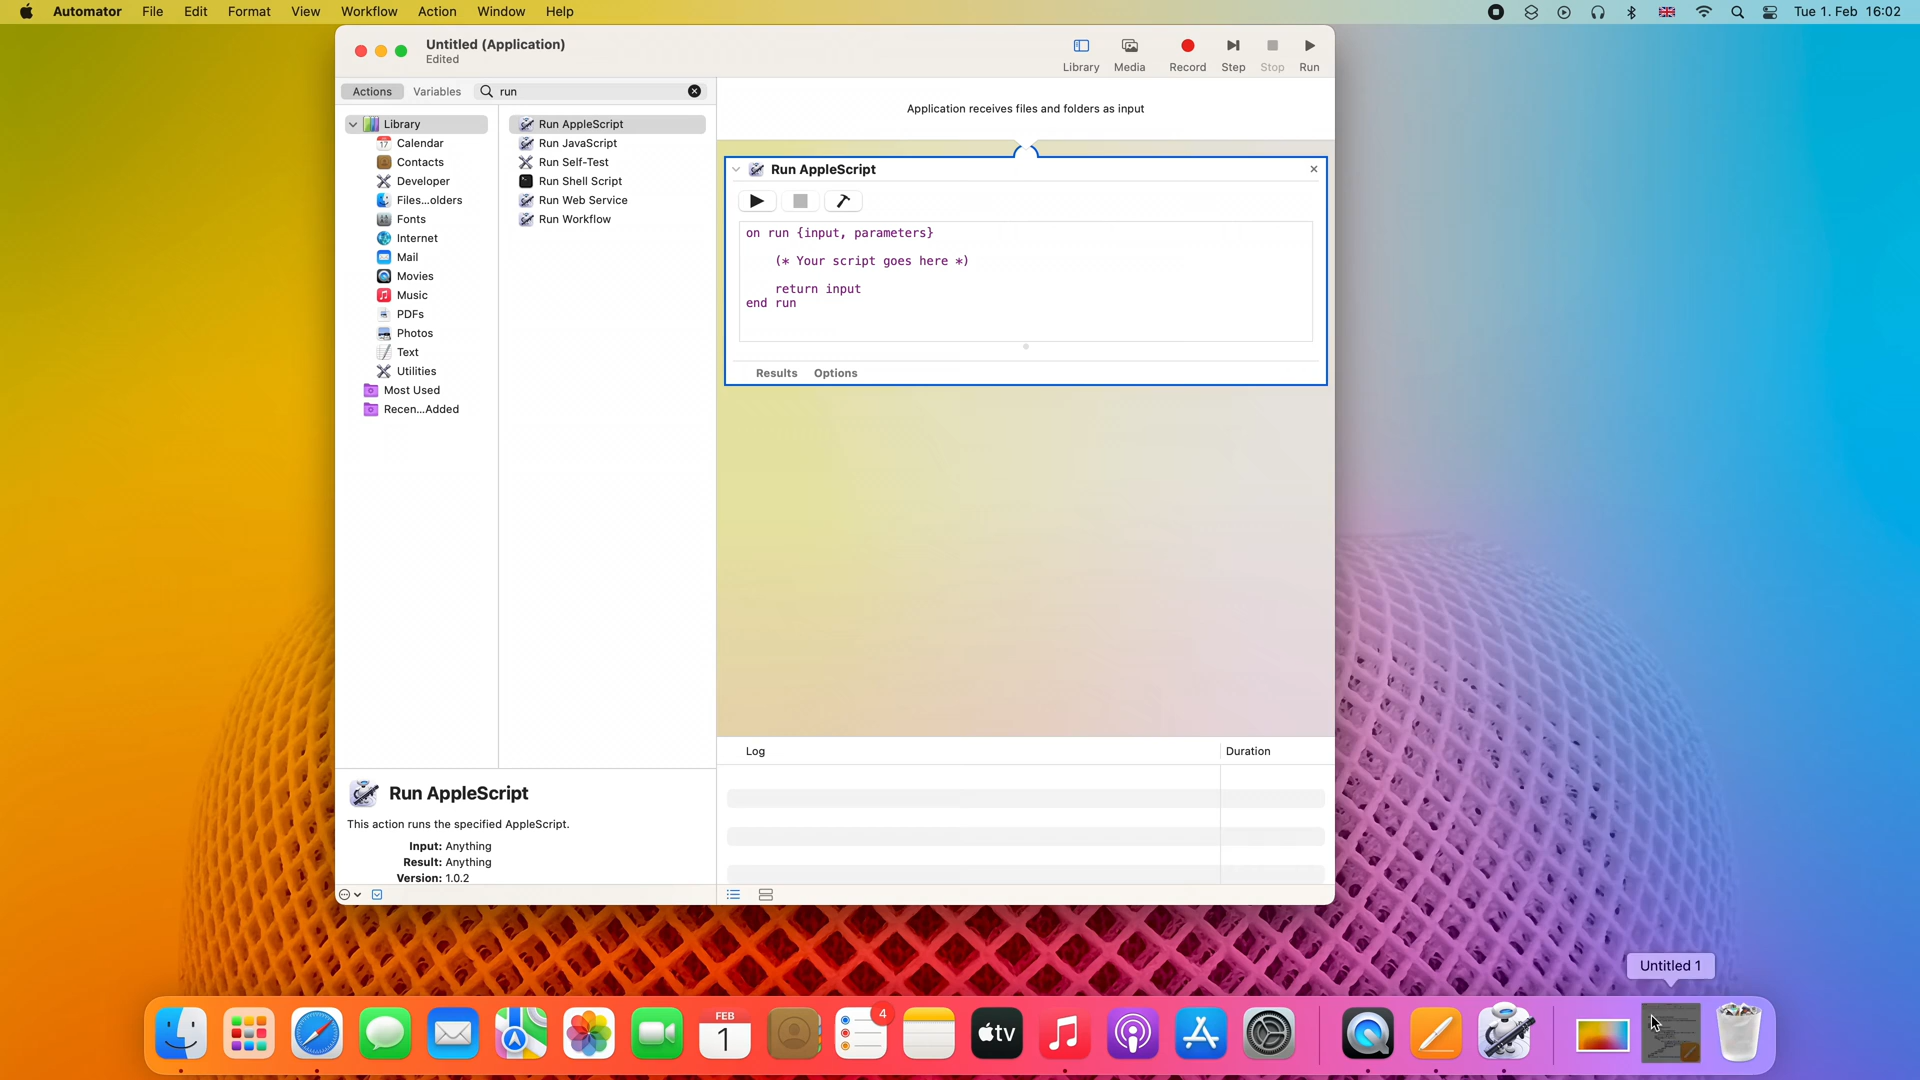 Automator File Edit Format View Workflow Action Window Help
Tue 1. Feb 16:02
Untitled (Application)
Edited
Library Media Record Step Stop Run
Actions Variables run
Application receives files and folders as input
Library
Calendar
Contacts
Developer
Files...olders
Fonts
Internet
Mail
Movies
Music
PDFs
Photos
Text
Utilities
Most Used
Recen...Added
Run AppleScript
Run JavaScript
Run Self-Test
Run Shell Script
Run Web Service
Run Workflow
Run AppleScript
on run {input, parameters}
(* Your script goes here *)
return input
end run
Results Options
Log Duration
Run AppleScript
This action runs the specified AppleScript.
Input: Anything
Result: Anything
Version: 1.0.2
Untitled 1
FEB
1
4
tv